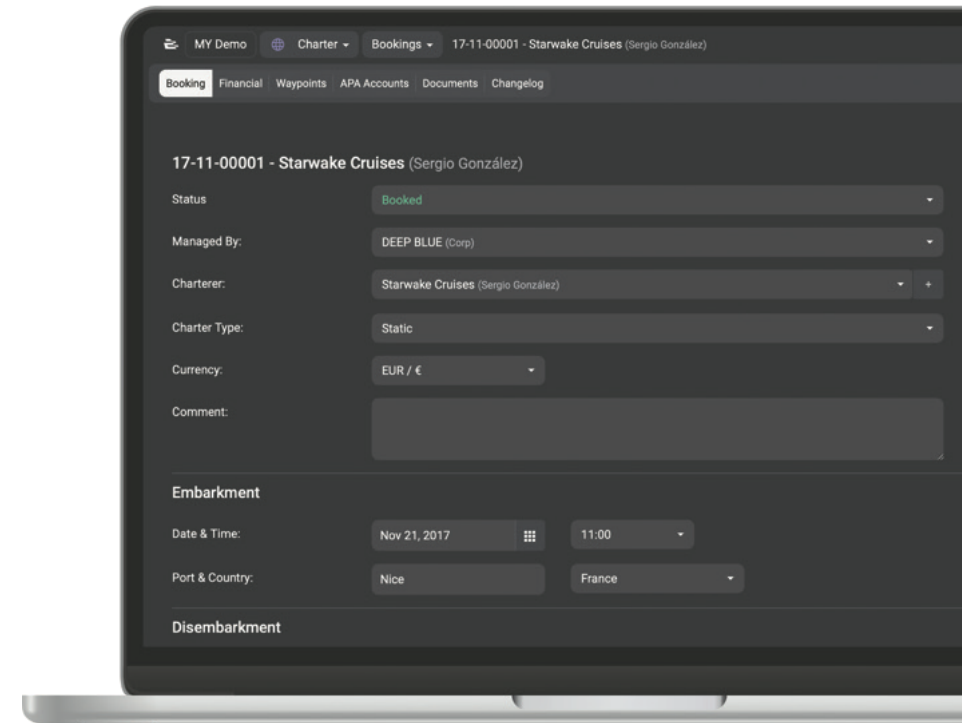 MY Demo Charter Bookings 17-11-00001 - Starwake Cruises (Sergio González)
Booking Financial Waypoints APA Accounts Documents Changelog
17-11-00001 - Starwake Cruises (Sergio González)
Status Booked
Managed By: DEEP BLUE (Corp)
Charterer: Starwake Cruises (Sergio González) +
Charter Type: Static
Currency: EUR / €
Comment:
Embarkment
Date & Time: Nov 21, 2017 11:00
Port & Country: Nice France
Disembarkment